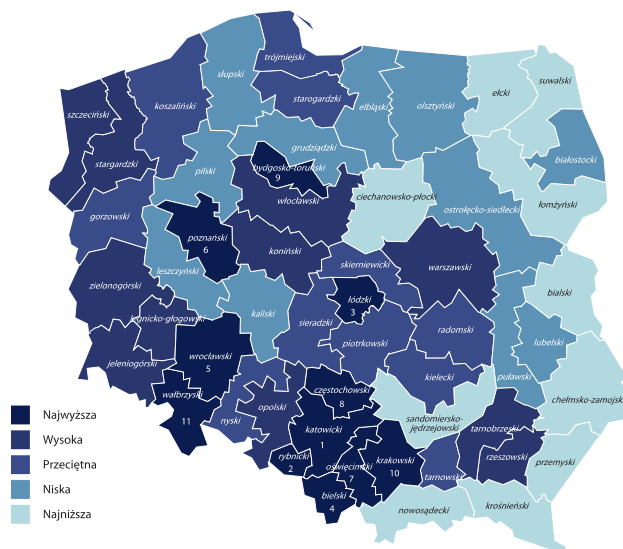 trójmiejski
słupski
koszaliński
starogardzki
szczeciński
elbląski
olsztyński
ełcki
suwalski
stargardzki
pilski
grudziądzki
bydgosko-toruński
9
białostocki
gorzowski
włocławski
ciechanowsko-płocki
ostrołęcko-siedlecki
łomżyński
poznański
6
koniński
leszczyński
skierniewicki
warszawski
zielonogórski
kaliski
łódzki
3
bialski
legnicko-głogowski
sieradzki
piotrkowski
radomski
lubelski
jeleniogórski
wrocławski
5
kielecki
puławski
wałbrzyski
11
opolski
nyski
częstochowski
8
chełmsko-zamojski
sandomiersko-
jędrzejowski
tarnobrzeski
katowicki
1
rybnicki
2
oświęcimski
7
krakowski
10
tarnowski
rzeszowski
przemyski
bielski
4
nowosądecki
krośnieński
Najwyższa
Wysoka
Przeciętna
Niska
Najniższa